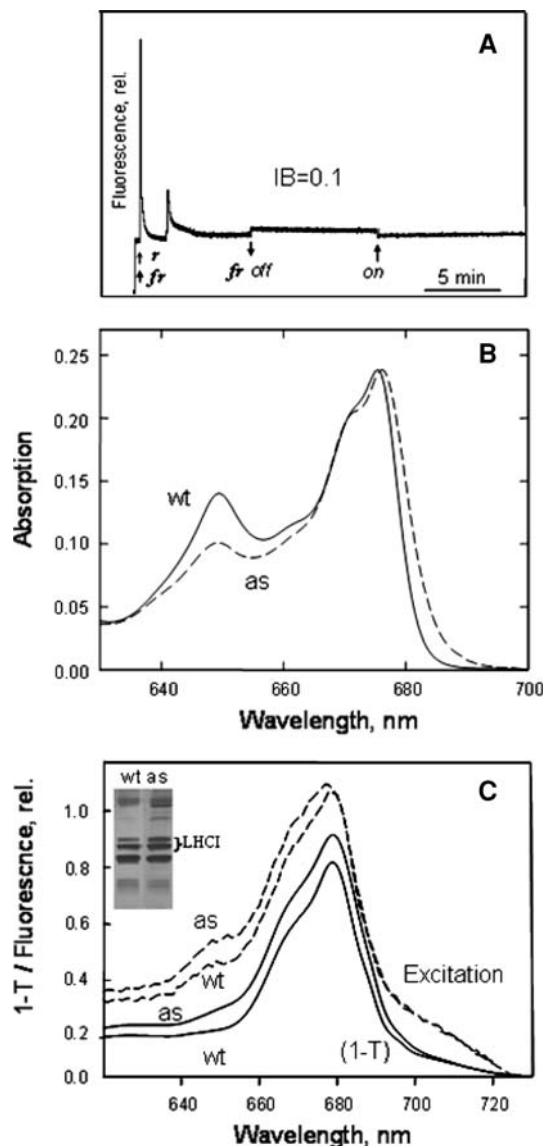 A
Fluorescence, rel.
IB=0.1
r
fr
fr off
on
5 min
B
0.25
0.20
0.15
0.10
0.05
0.00
Absorption
wt
as
640
660
680
700
Wavelength, nm
C
wt as
}LHCI
1.0
0.8
0.6
0.4
0.2
0.0
1-T / Fluorescnce, rel.
as
wt
as
wt
Excitation
(1-T)
640
660
680
700
720
Wavelength, nm